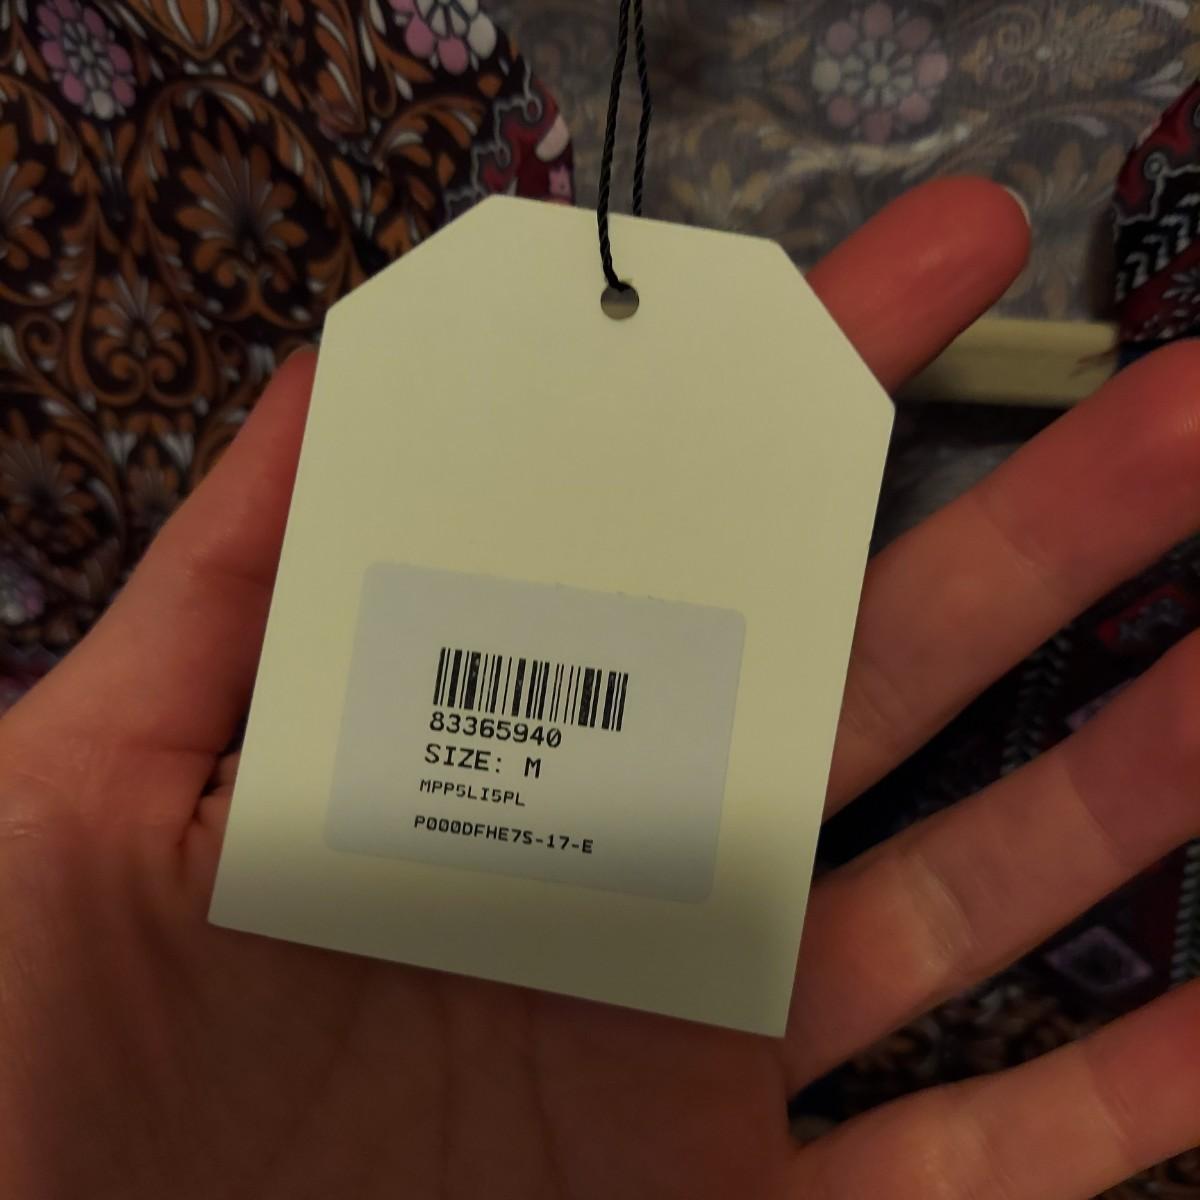 83365940
SIZE: M
MPP5LI5PL
P000DFHE7S-17-E